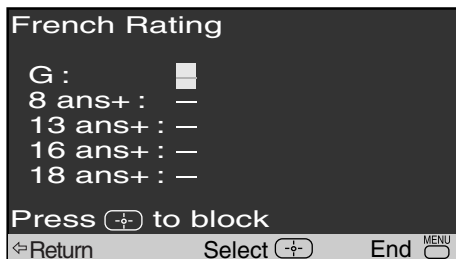 French Rating
G : —
8 ans+ : —
13 ans+ : —
16 ans+ : —
18 ans+ : —
Press to block
Return Select End MENU